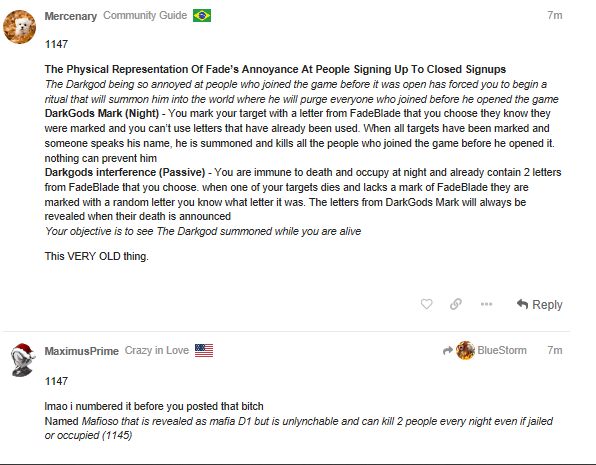 Mercenary Community Guide 7m
1147
The Physical Representation Of Fade's Annoyance At People Signing Up To Closed Signups
The Darkgod being so annoyed at people who joined the game before it was open has forced you to begin a
ritual that will summon him into the world where he will purge everyone who joined before he opened the game
DarkGods Mark (Night) - You mark your target with a letter from FadeBlade that you choose they know they
were marked and you can't use letters that have already been used. When all targets have been marked and
someone speaks his name, he is summoned and kills all the people who joined the game before he opened it.
nothing can prevent him
Darkgods interference (Passive) - You are immune to death and occupy at night and already contain 2 letters
from FadeBlade that you choose. when one of your targets dies and lacks a mark of FadeBlade they are
marked with a random letter you know what letter it was. The letters from DarkGods Mark will always be
revealed when their death is announced
Your objective is to see The Darkgod summoned while you are alive
This VERY OLD thing.
Reply
MaximusPrime Crazy in Love BlueStorm 7m
1147
lmao i numbered it before you posted that bitch
Named Mafioso that is revealed as mafia D1 but is unlynchable and can kill 2 people every night even if jailed
or occupied (1145)